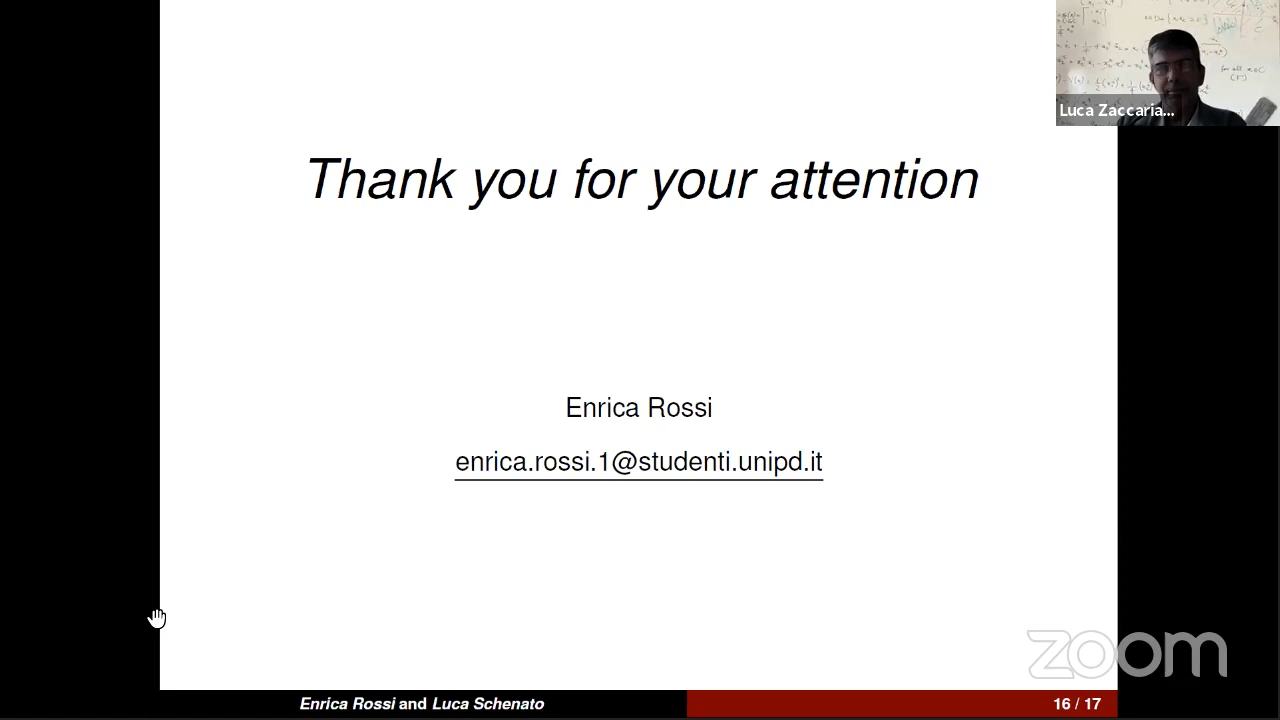 Luca Zaccaria...
Thank you for your attention
Enrica Rossi
enrica.rossi.1@studenti.unipd.it
zoom
Enrica Rossi and Luca Schenato
16 / 17